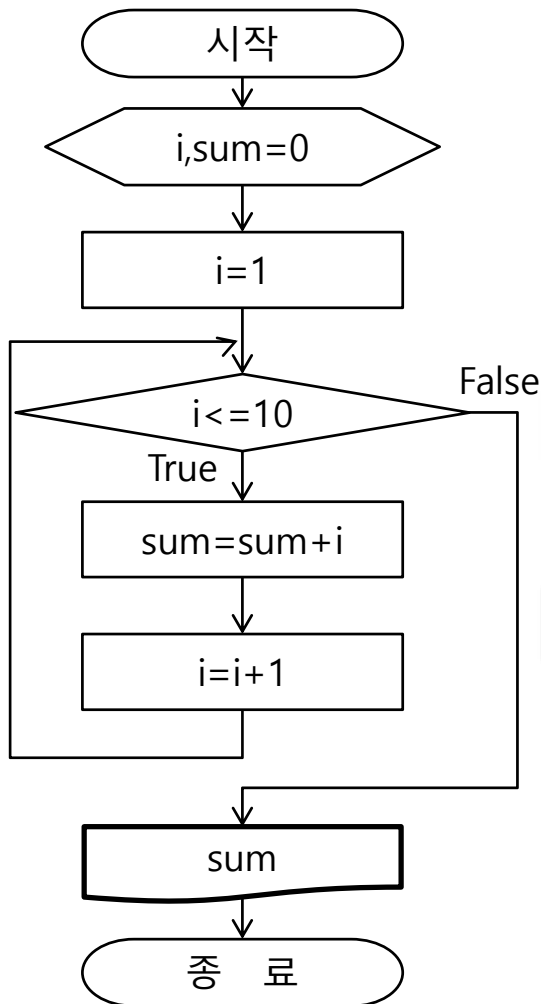 시작
i,sum=0
i=1
i<=10
False
True
sum=sum+i
i=i+1
sum
종 료